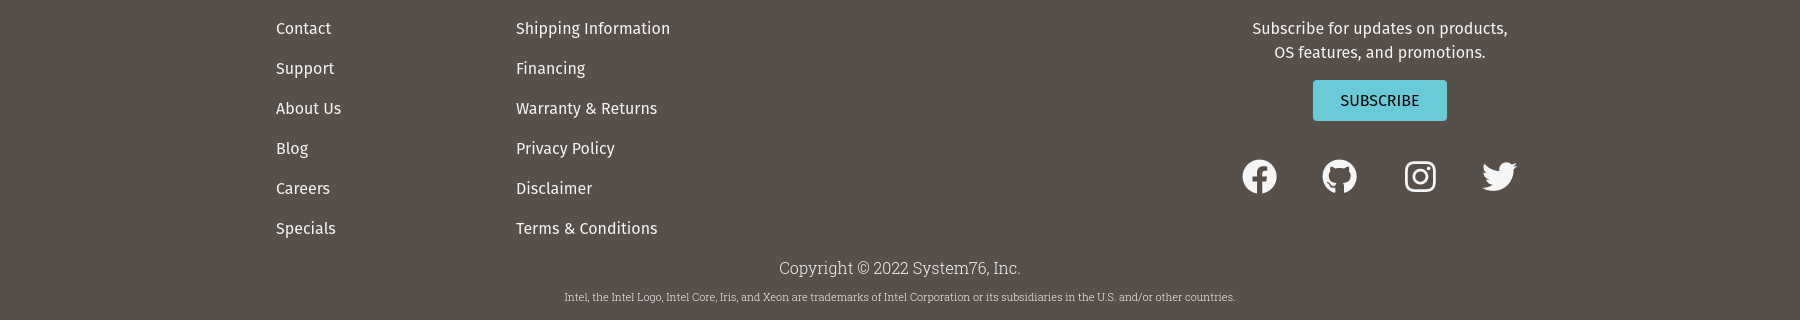 Contact
Support
About Us
Blog
Careers
Specials
Shipping Information
Financing
Warranty & Returns
Privacy Policy
Disclaimer
Terms & Conditions
Subscribe for updates on products,
OS features, and promotions.
SUBSCRIBE
Copyright © 2022 System76, Inc.
Intel, the Intel Logo, Intel Core, Iris, and Xeon are trademarks of Intel Corporation or its subsidiaries in the U.S. and/or other countries.